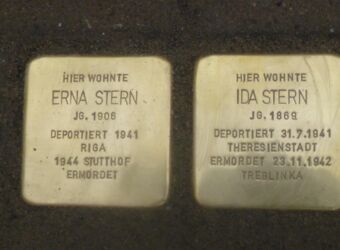 HIER WOHNTE
ERNA STERN
JG. 1906
DEPORTIERT 1941
RIGA
1944 STUTTHOF
ERMORDET
HIER WOHNTE
IDA STERN
JG. 1869
DEPORTIERT 31.7.1941
THERESIENSTADT
ERMORDET 23.11.1942
TREBLINKA